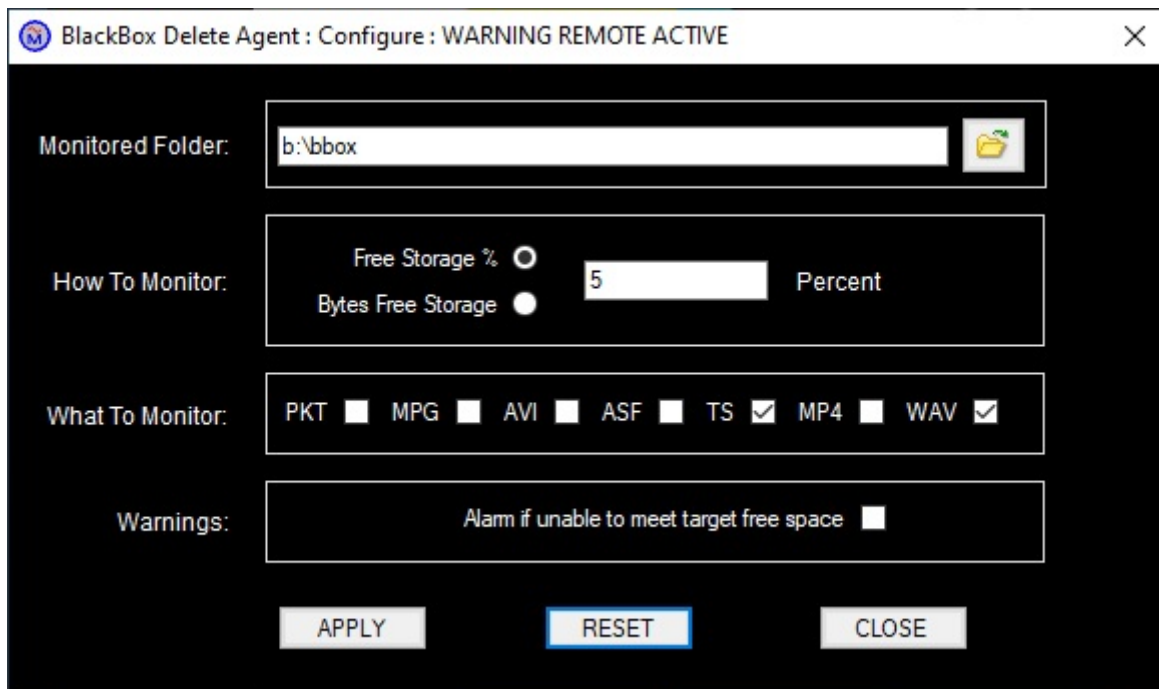 BlackBox Delete Agent : Configure : WARNING REMOTE ACTIVE
Monitored Folder:
b:\bbox
How To Monitor:
Free Storage %
5
Percent
Bytes Free Storage
What To Monitor:
PKT MPG AVI ASF TS MP4 WAV
Warnings:
Alarm if unable to meet target free space
APPLY RESET CLOSE